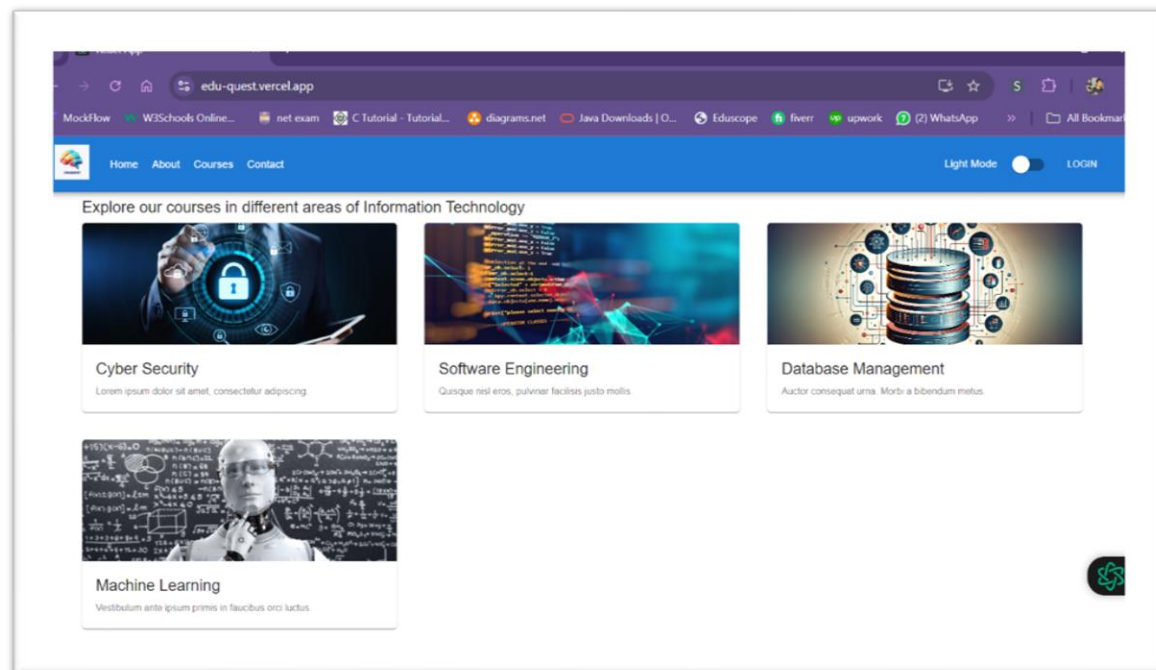 edu-quest.vercel.app
S
MockFlow W3Schools Online... net exam C Tutorial - Tutorial... diagrams.net Java Downloads | O... Eduscope fiverr upwork (2) WhatsApp » All Bookmar
Home About Courses Contact Light Mode LOGIN
Explore our courses in different areas of Information Technology
Cyber Security
Lorem ipsum dolor sit amet, consectetur adipiscing.
Software Engineering
Quisque nisl eros, pulvinar facilisis justo mollis.
Database Management
Auctor consequat urna. Morbi a bibendum metus.
Machine Learning
Vestibulum ante ipsum primis in faucibus orci luctus.